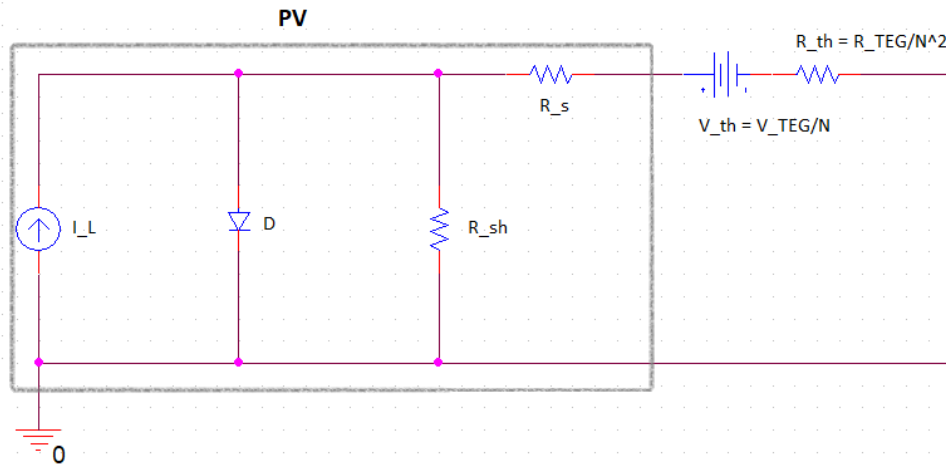 PV
R_th = R_TEG/N^2
R_s
V_th = V_TEG/N
I_L
D
R_sh
0